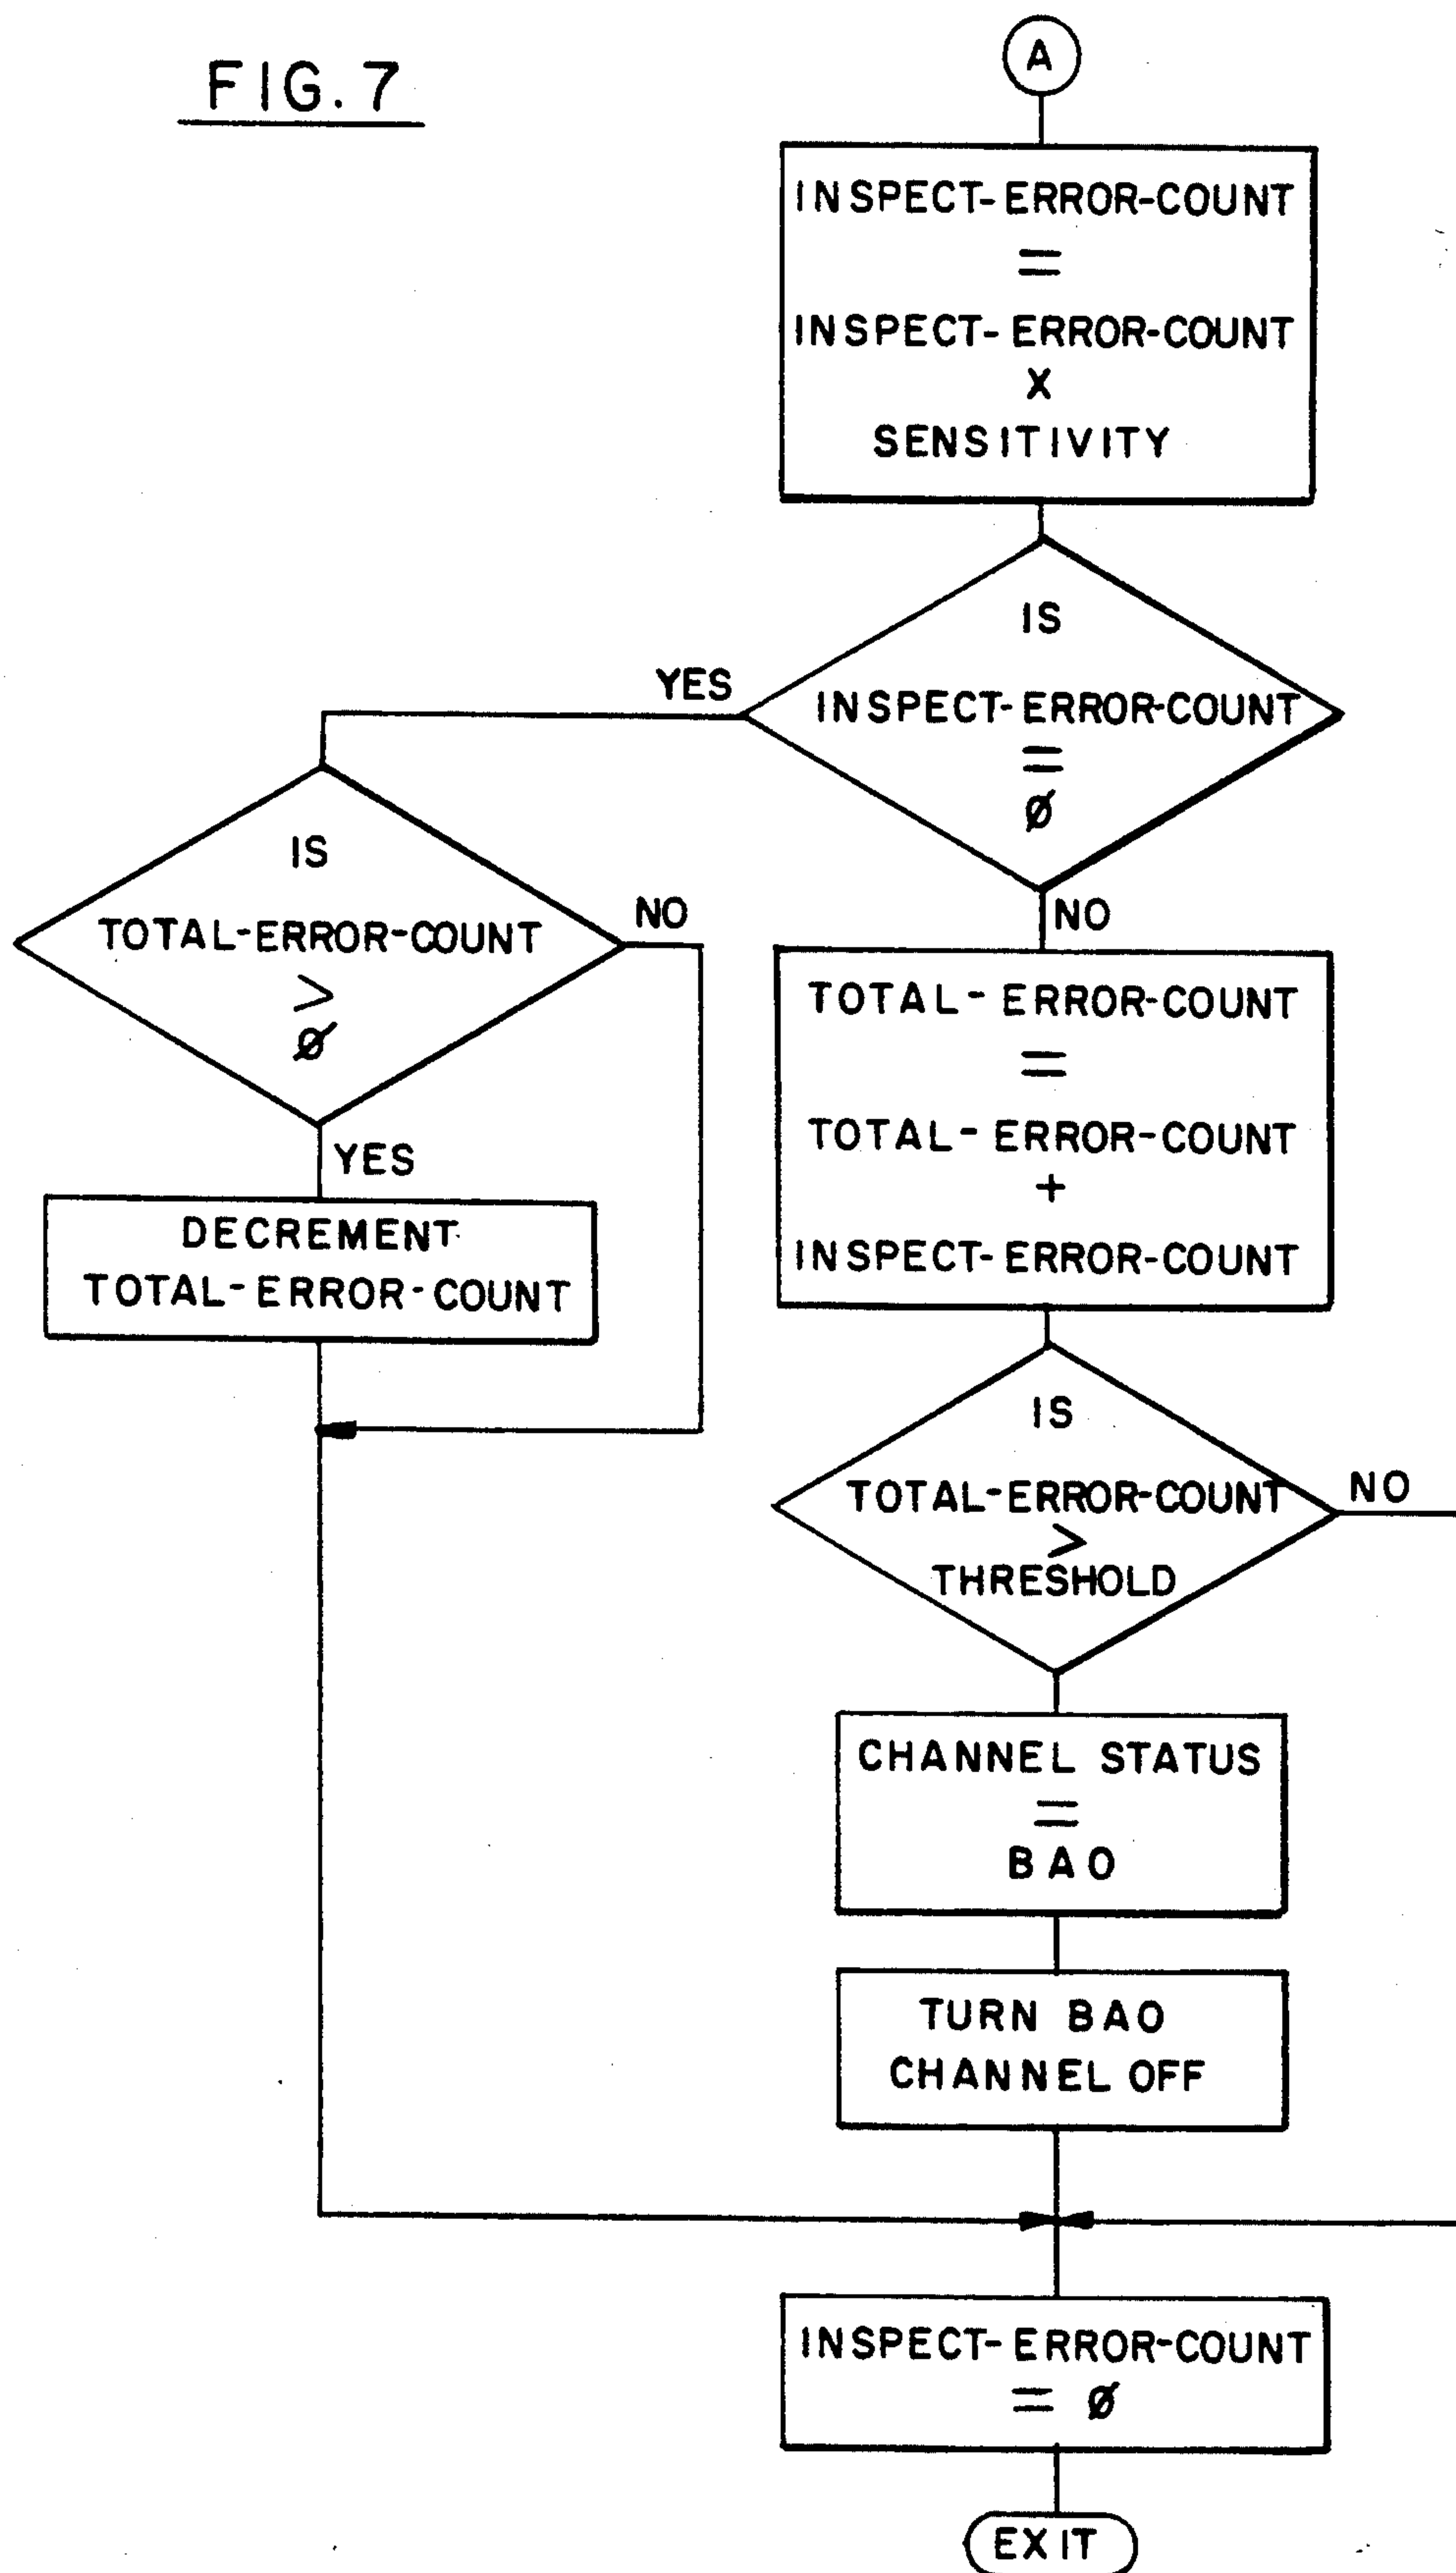 FIG. 7
A
INSPECT-ERROR-COUNT
=
INSPECT-ERROR-COUNT
X
SENSITIVITY
IS
INSPECT-ERROR-COUNT
=
Ø
YES
NO
IS
TOTAL-ERROR-COUNT
>
Ø
NO
YES
DECREMENT
TOTAL-ERROR-COUNT
TOTAL-ERROR-COUNT
=
TOTAL-ERROR-COUNT
+
INSPECT-ERROR-COUNT
IS
TOTAL-ERROR-COUNT
>
THRESHOLD
NO
CHANNEL STATUS
=
BAO
TURN BAO
CHANNEL OFF
INSPECT-ERROR-COUNT
= Ø
EXIT